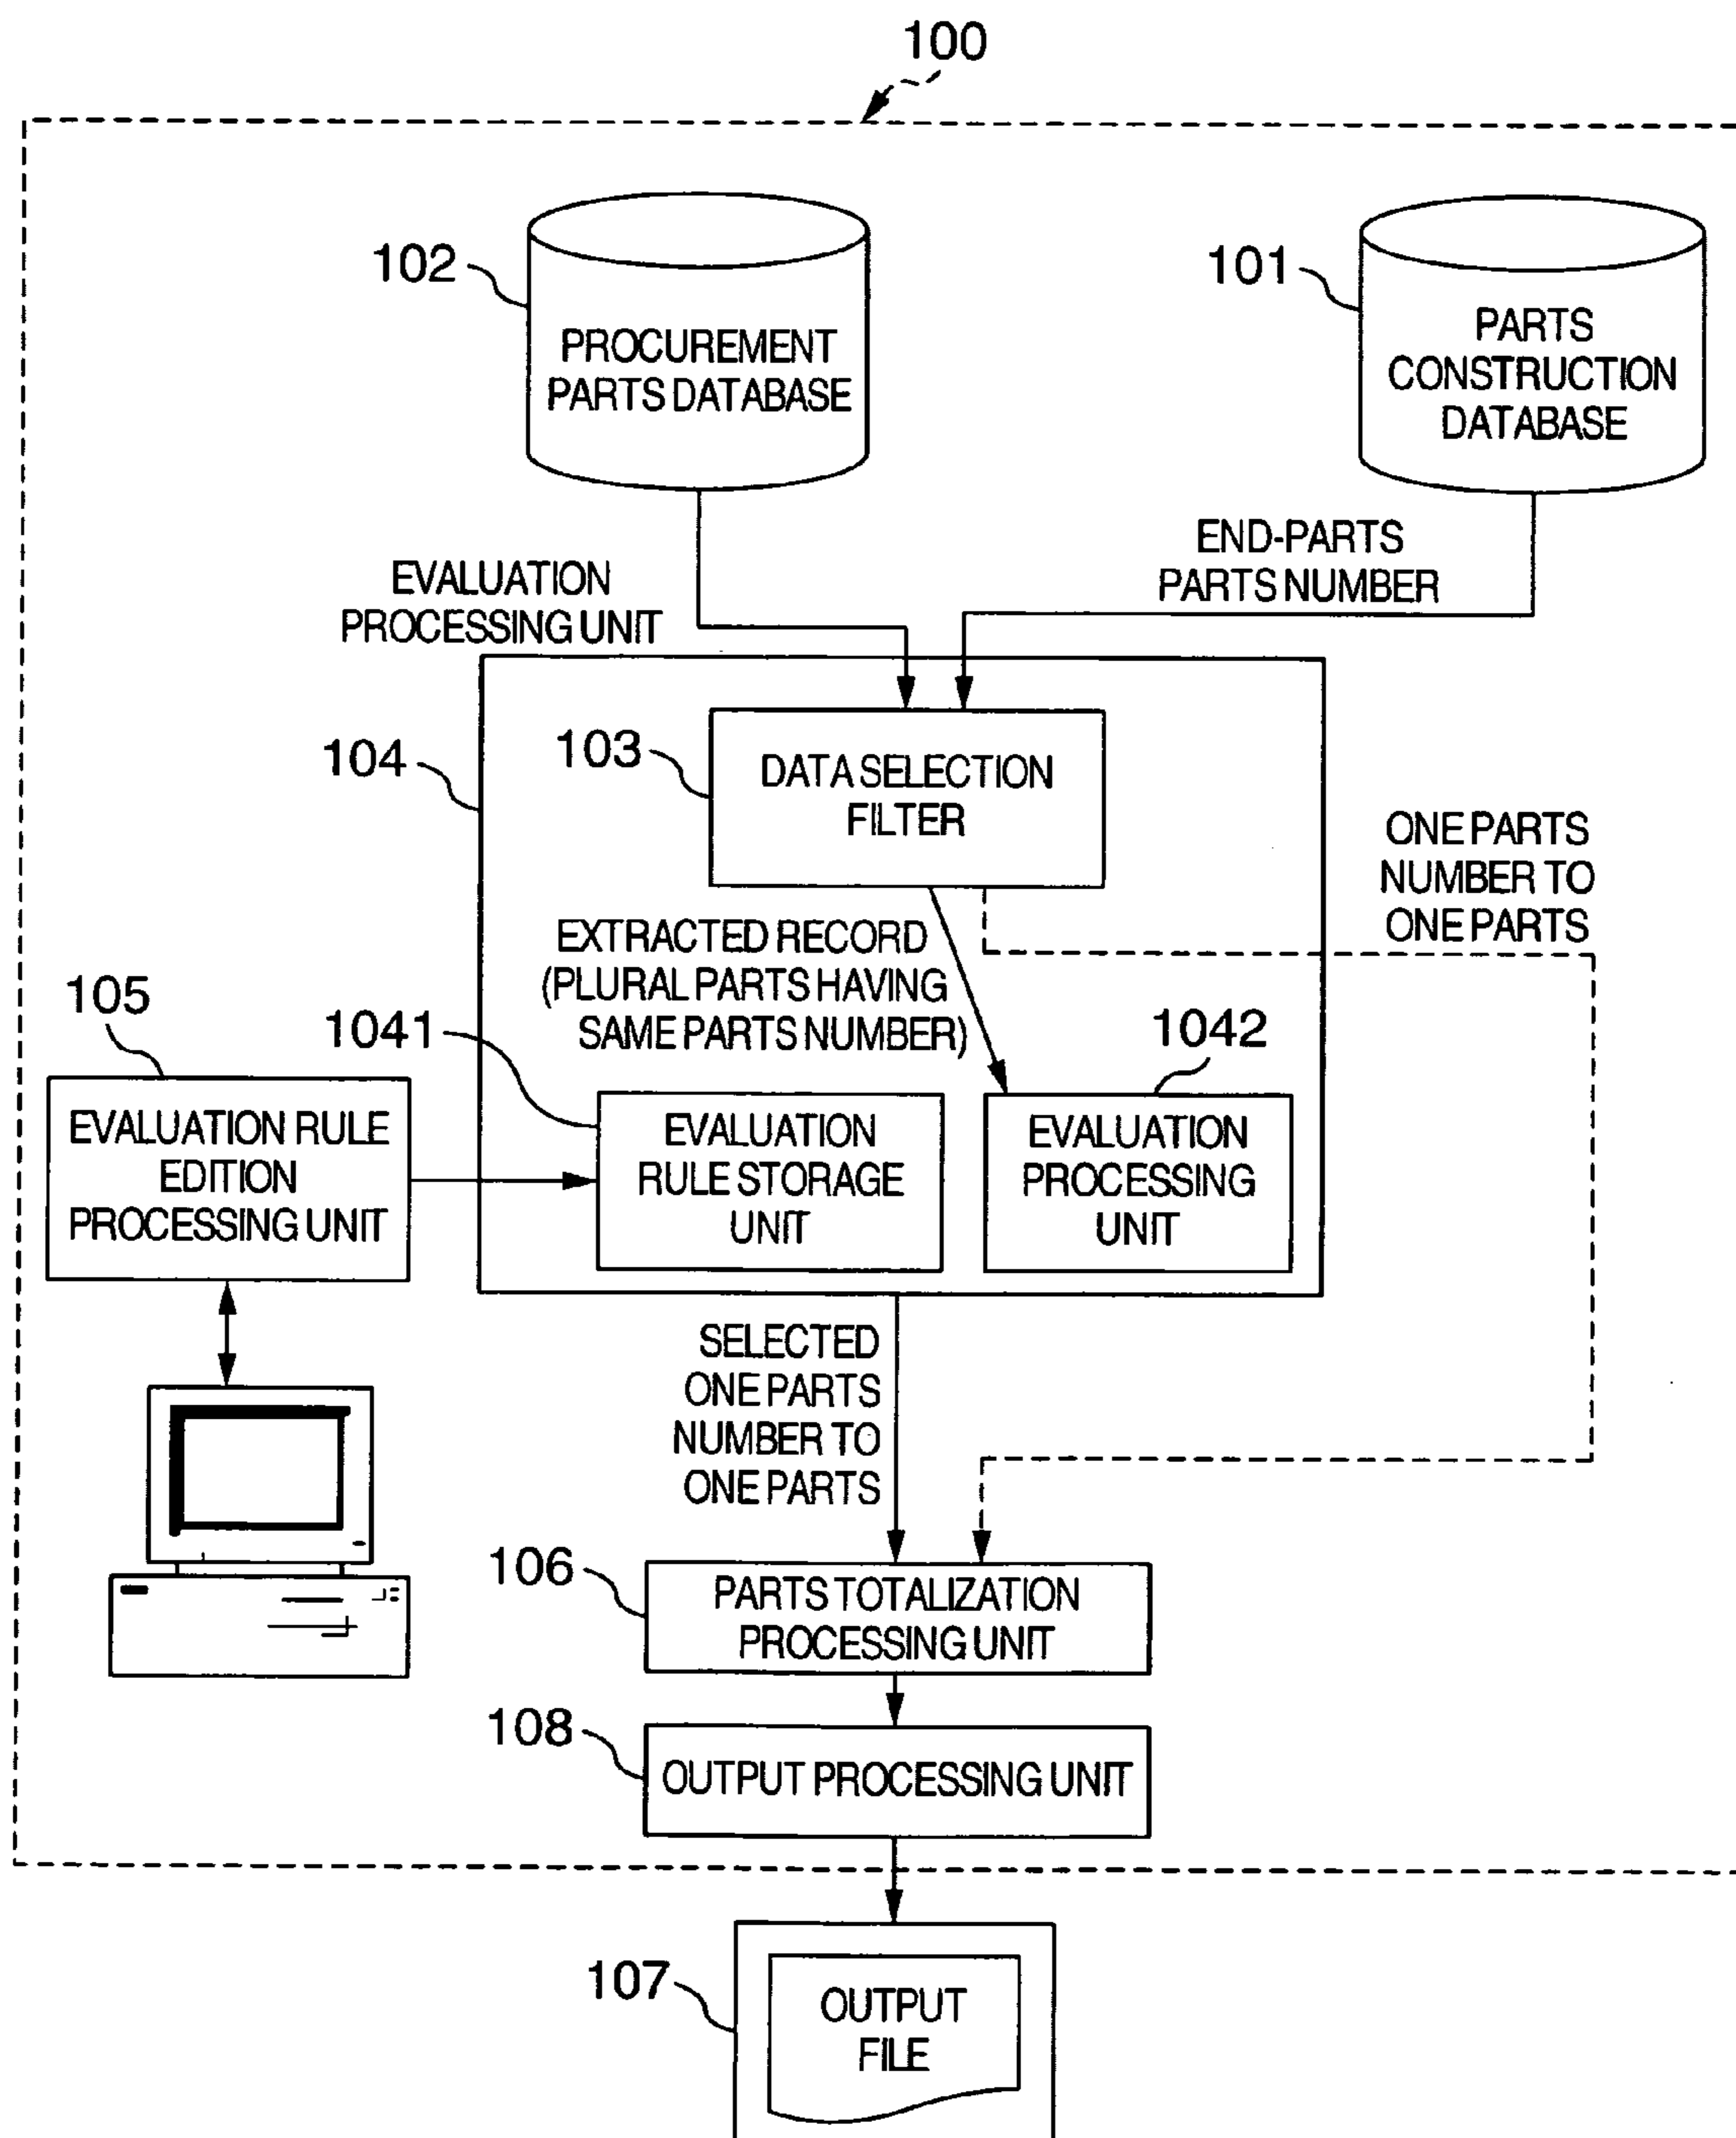 100
102
PROCUREMENT
PARTS DATABASE
101
PARTS
CONSTRUCTION
DATABASE
END-PARTS
PARTS NUMBER
EVALUATION
PROCESSING UNIT
104
103
DATA SELECTION
FILTER
ONE PARTS
NUMBER TO
ONE PARTS
EXTRACTED RECORD
(PLURAL PARTS HAVING
SAME PARTS NUMBER)
105
1041
1042
EVALUATION RULE
EDITION
PROCESSING UNIT
EVALUATION
RULE STORAGE
UNIT
EVALUATION
PROCESSING
UNIT
SELECTED
ONE PARTS
NUMBER TO
ONE PARTS
106
PARTS TOTALIZATION
PROCESSING UNIT
108
OUTPUT PROCESSING UNIT
107
OUTPUT
FILE